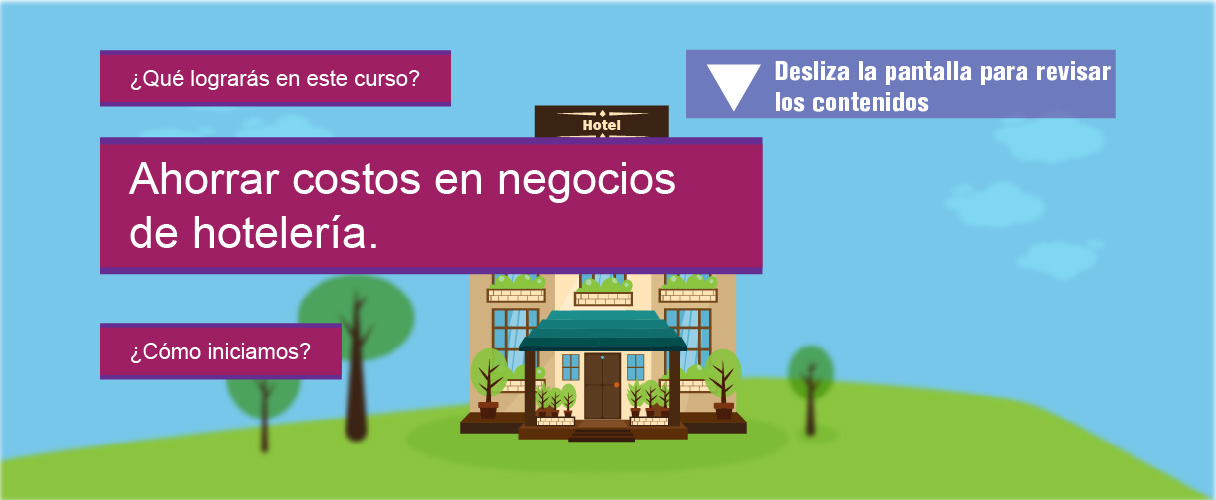 ¿Qué lograrás en este curso?
Desliza la pantalla para revisar
los contenidos
Hotel
Ahorrar costos en negocios
de hotelería.
¿Cómo iniciamos?